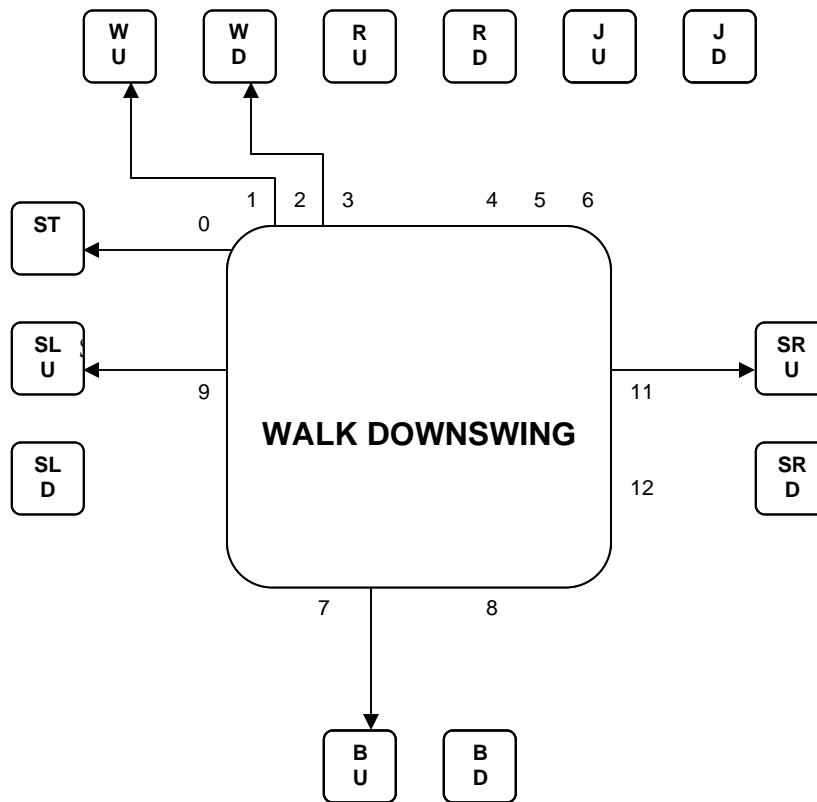 W W R R J J
U D U D U D
1 2 3 4 5 6
ST 0
SL SR
U U
9 11
WALK DOWNSWING
SL SR
D D
12
7 8
B B
U D